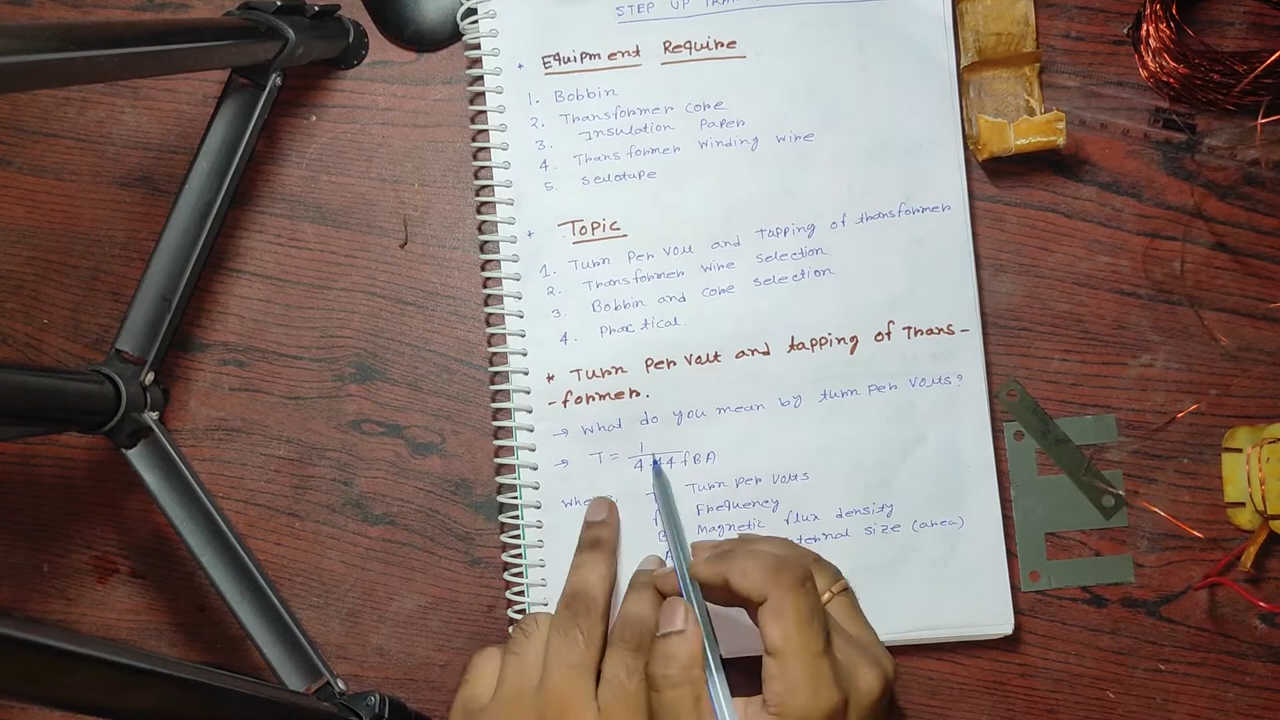 STEP UP
* Equipment Require
1. Bobbin
2. Transformer core
3. Insulation Paper
4. Transformer winding wire
5. sellotape
* Topic
1. Turn Per Volt and Tapping of transformer
2. Transformer wire selection
3. Bobbin and core selection
4. Practical
* Turn Per Volt and tapping of Trans-
-former.
→ What do you mean by turn per volts?
→ T = 1/4.44fBA
Turn per volts
Frequency
B Magnetic flux density
size (area)